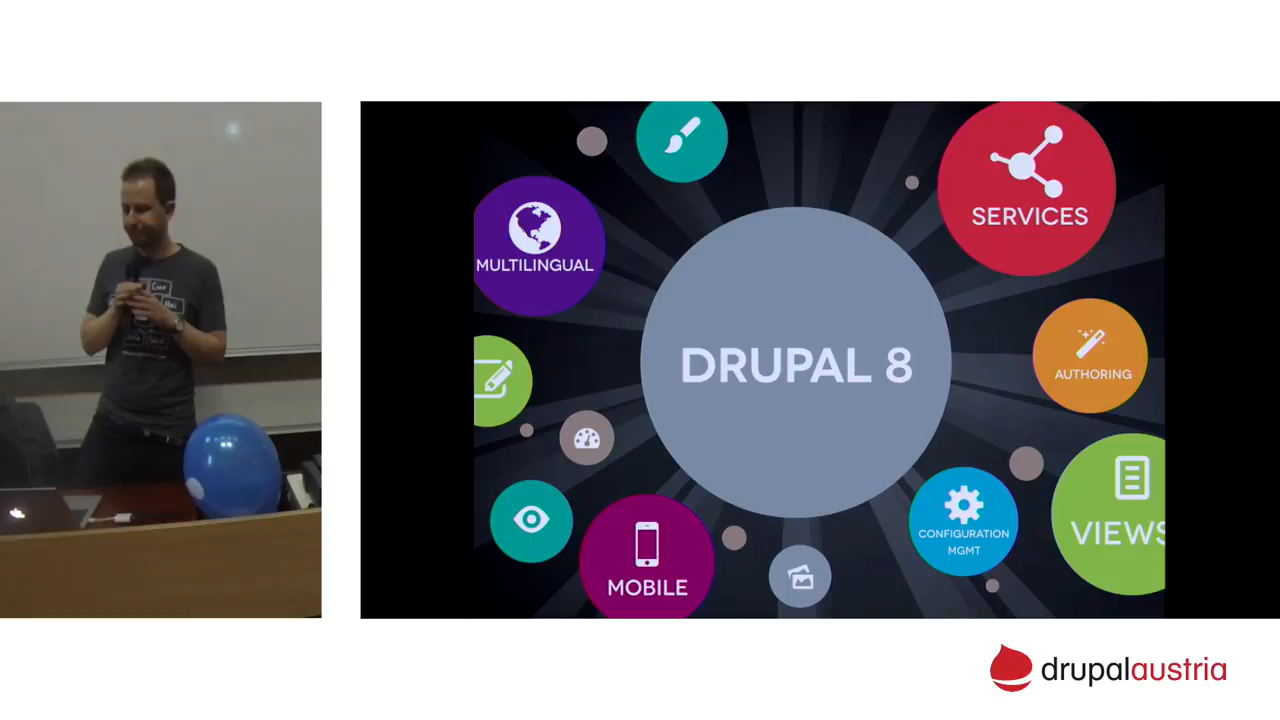 SERVICES
MULTILINGUAL
DRUPAL 8
AUTHORING
VIEWS
CONFIGURATION
MGMT
MOBILE
drupalaustria